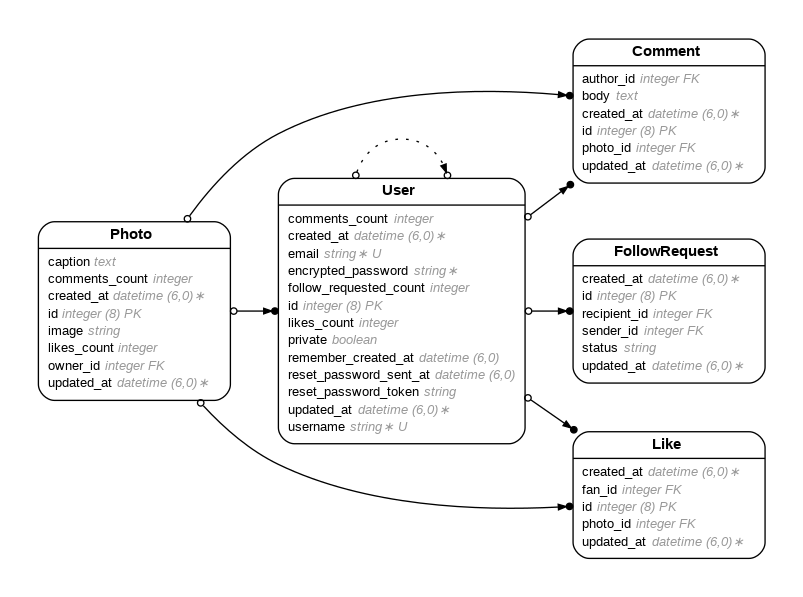 Photo
caption text
comments_count integer
created_at datetime (6,0)∗
id integer (8) PK
image string
likes_count integer
owner_id integer FK
updated_at datetime (6,0)∗
User
comments_count integer
created_at datetime (6,0)∗
email string∗ U
encrypted_password string∗
follow_requested_count integer
id integer (8) PK
likes_count integer
private boolean
remember_created_at datetime (6,0)
reset_password_sent_at datetime (6,0)
reset_password_token string
updated_at datetime (6,0)∗
username string∗ U
Comment
author_id integer FK
body text
created_at datetime (6,0)∗
id integer (8) PK
photo_id integer FK
updated_at datetime (6,0)∗
FollowRequest
created_at datetime (6,0)∗
id integer (8) PK
recipient_id integer FK
sender_id integer FK
status string
updated_at datetime (6,0)∗
Like
created_at datetime (6,0)∗
fan_id integer FK
id integer (8) PK
photo_id integer FK
updated_at datetime (6,0)∗